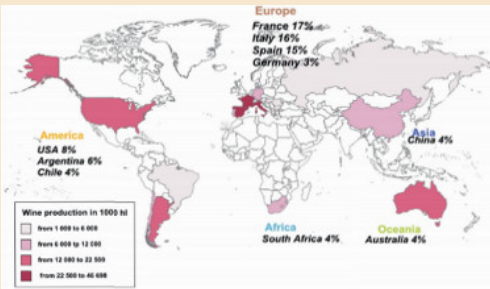 Europe
France 17%
Italy 16%
Spain 15%
Germany 3%
America
USA 8%
Argentina 6%
Chile 4%
Asia
China 4%
Africa
South Africa 4%
Oceania
Australia 4%
Wine production in 1000 hl
from 1 000 to 6 000
from 6 000 to 12 000
from 12 000 to 22 500
from 22 500 to 46 698